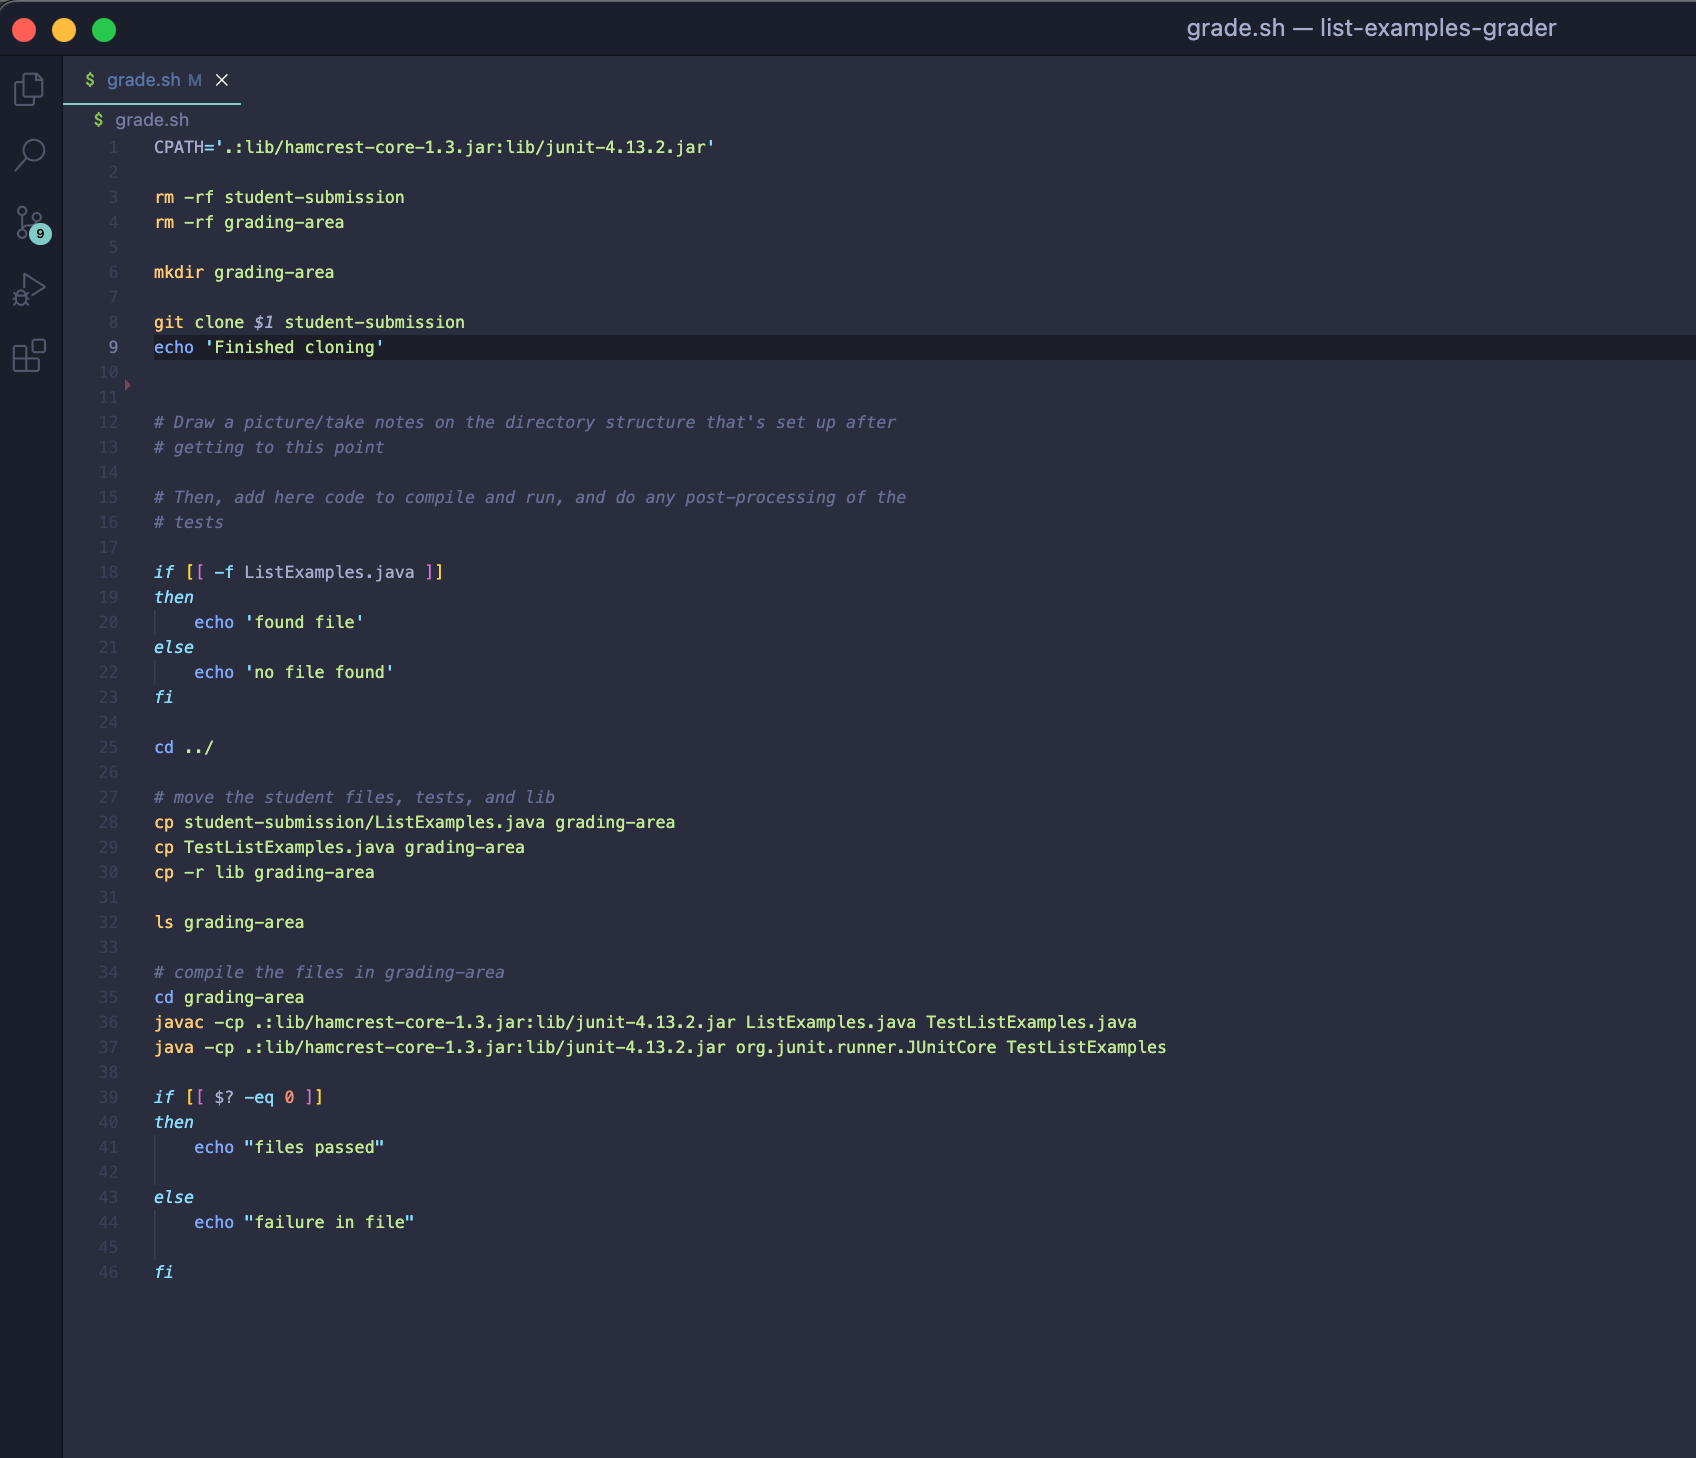 grade.sh — list-examples-grader
$ grade.sh M
$ grade.sh
1 CPATH='.:lib/hamcrest-core-1.3.jar:lib/junit-4.13.2.jar'
2
3 rm -rf student-submission
4 rm -rf grading-area
5
6 mkdir grading-area
7
8 git clone $1 student-submission
9 echo 'Finished cloning'
9
10
11
12 # Draw a picture/take notes on the directory structure that's set up after
13 # getting to this point
14
15 # Then, add here code to compile and run, and do any post-processing of the
16 # tests
17
18 if [[ -f ListExamples.java ]]
19 then
20 echo 'found file'
21 else
22 echo 'no file found'
23 fi
24
25 cd ../
26
27 # move the student files, tests, and lib
28 cp student-submission/ListExamples.java grading-area
29 cp TestListExamples.java grading-area
30 cp -r lib grading-area
31
32 ls grading-area
33
34 # compile the files in grading-area
35 cd grading-area
36 javac -cp .:lib/hamcrest-core-1.3.jar:lib/junit-4.13.2.jar ListExamples.java TestListExamples.java
37 java -cp .:lib/hamcrest-core-1.3.jar:lib/junit-4.13.2.jar org.junit.runner.JUnitCore TestListExamples
38
39 if [[ $? -eq 0 ]]
40 then
41 echo "files passed"
42
43 else
44 echo "failure in file"
45
46 fi